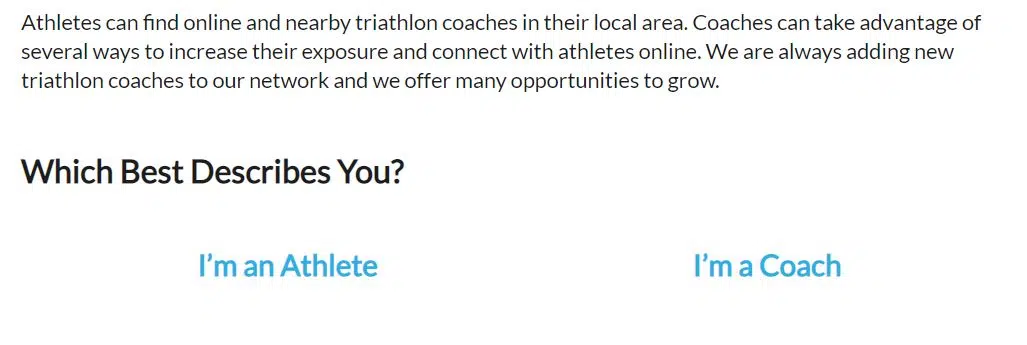 Athletes can find online and nearby triathlon coaches in their local area. Coaches can take advantage of
several ways to increase their exposure and connect with athletes online. We are always adding new
triathlon coaches to our network and we offer many opportunities to grow.
Which Best Describes You?
I'm an Athlete
I'm a Coach